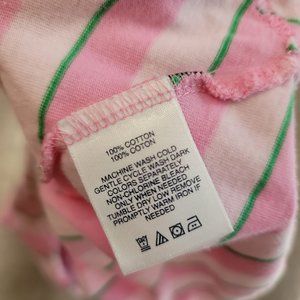 100% COTTON
100% COTON
MACHINE WASH COLD
GENTLE CYCLE WASH DARK
COLORS SEPARATELY
NON-CHLORINE BLEACH
ONLY WHEN NEEDED
TUMBLE DRY LOW REMOVE
PROMPTLY WARM IRON IF
NEEDED